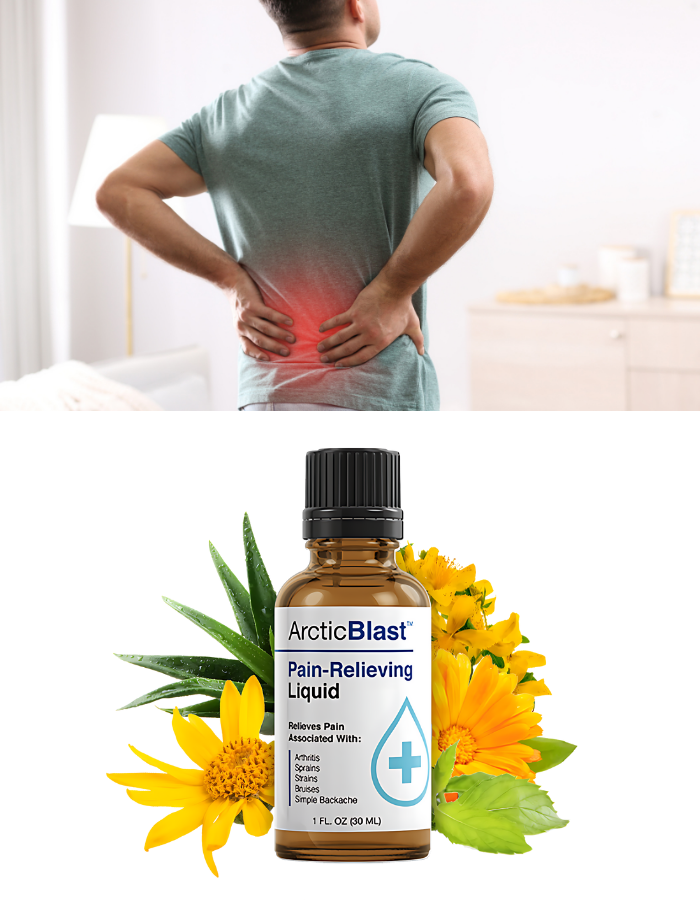 ArcticBlast™
Pain-Relieving
Liquid
Relieves Pain
Associated With:
Arthritis
Sprains
Strains
Bruises
Simple Backache
1 FL. OZ (30 ML)